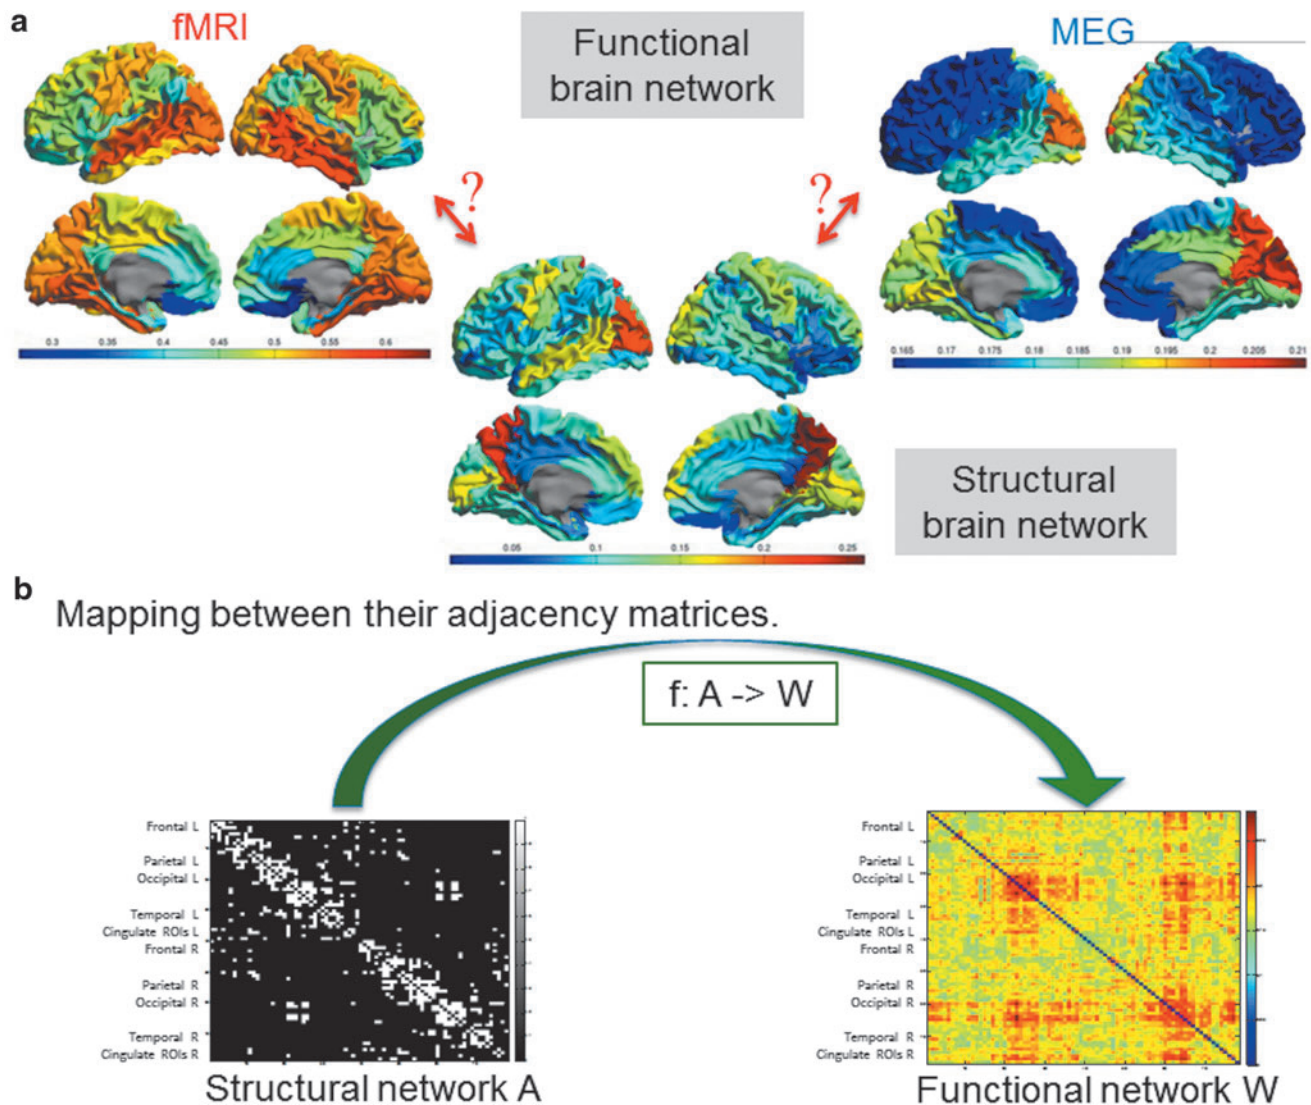 a
fMRI
Functional
brain network
MEG
?
?
0.3 0.35 0.4 0.45 0.5 0.55 0.6
0.165 0.17 0.175 0.18 0.185 0.19 0.195 0.2 0.205 0.21
Structural
brain network
0.05 0.1 0.15 0.2 0.25
b
Mapping between their adjacency matrices.
f: A -> W
Frontal L
Parietal L
Occipital L
Temporal L
Cingulate ROIs L
Frontal R
Parietal R
Occipital R
Temporal R
Cingulate ROIs R
Structural network A
Frontal L
Parietal L
Occipital L
Temporal L
Cingulate ROIs L
Frontal R
Parietal R
Occipital R
Temporal R
Cingulate ROIs R
Functional network W